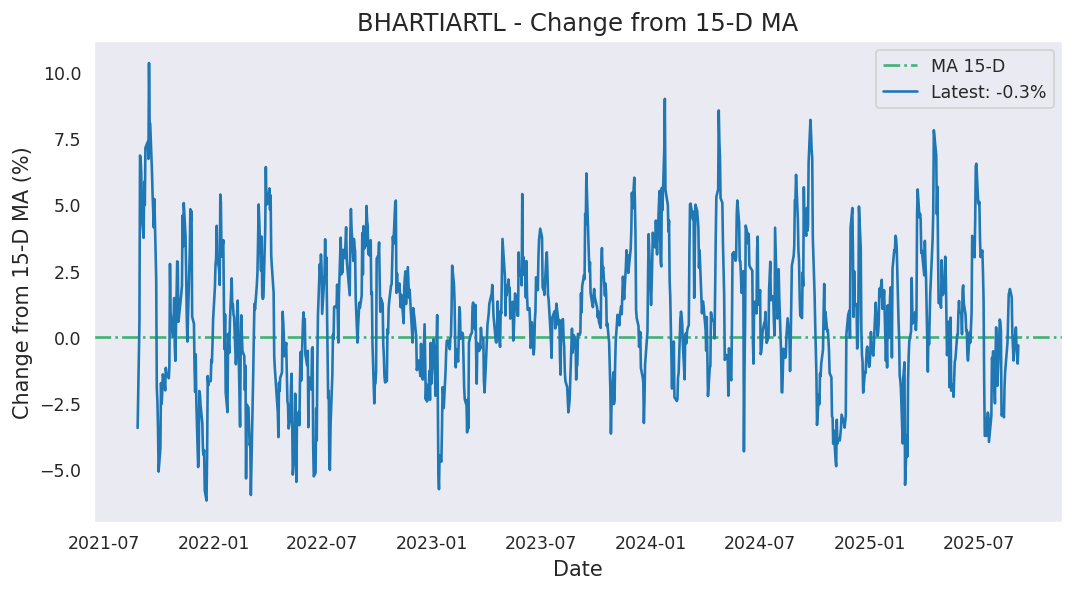 BHARTIARTL - Change from 15-D MA
MA 15-D
Latest: -0.3%
Change from 15-D MA (%)
10.0
7.5
5.0
2.5
0.0
−2.5
−5.0
2021-07 2022-01 2022-07 2023-01 2023-07 2024-01 2024-07 2025-01 2025-07
Date